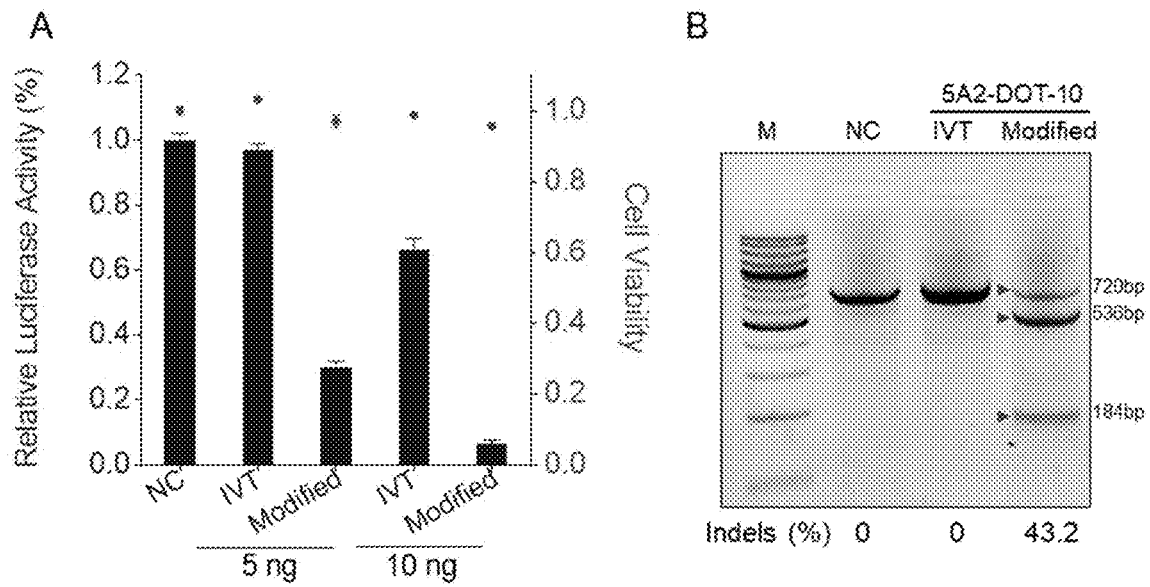 A
Relative Luciferase Activity (%)
1.2
1.0
0.8
0.6
0.4
0.2
0.0
1.0
0.8
0.6
0.4
0.2
0.0
Cell Viability
NC
IVT
Modified
IVT
Modified
5 ng
10 ng
B
5A2-DOT-10
M
NC
IVT
Modified
720bp
536bp
184bp
Indels (%)
0
0
43.2